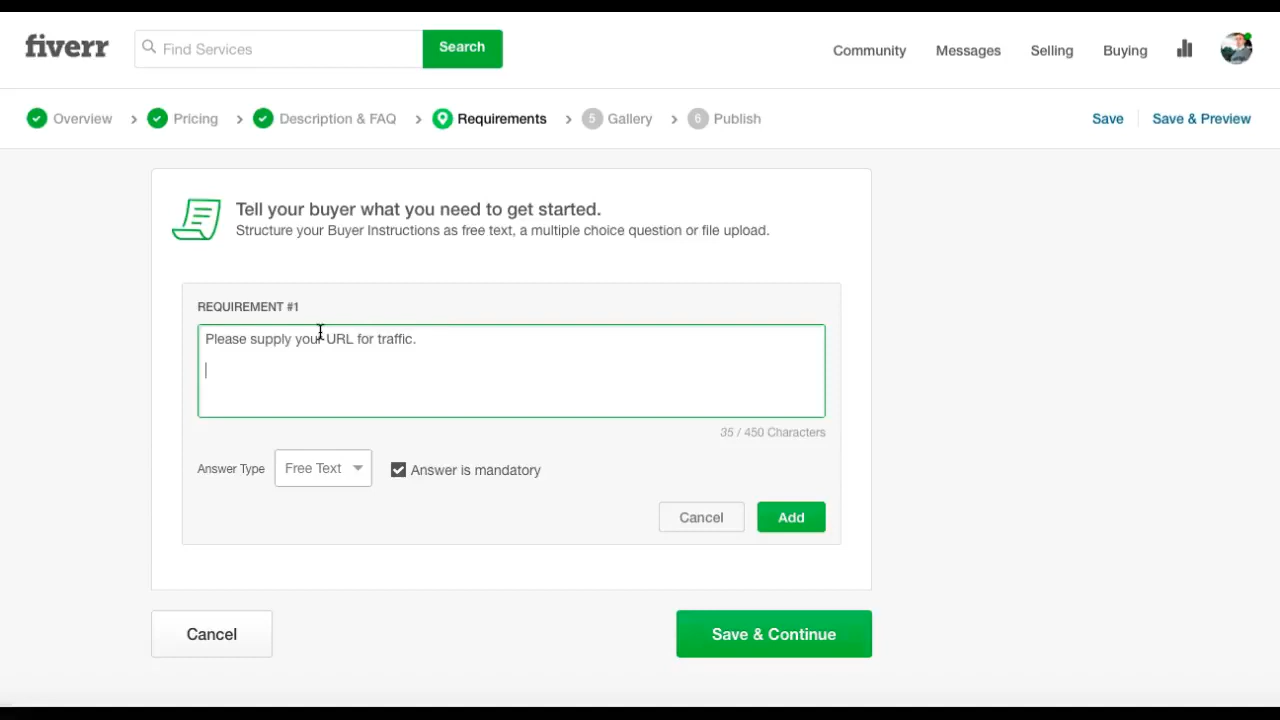 fiverr
Find Services
Search
Community
Messages
Selling
Buying
Overview
Pricing
Description & FAQ
Requirements
5 Gallery
6 Publish
Save
Save & Preview
Tell your buyer what you need to get started.
Structure your Buyer Instructions as free text, a multiple choice question or file upload.
REQUIREMENT #1
Please supply your URL for traffic.
35 / 450 Characters
Answer Type
Free Text
Answer is mandatory
Cancel
Add
Cancel
Save & Continue